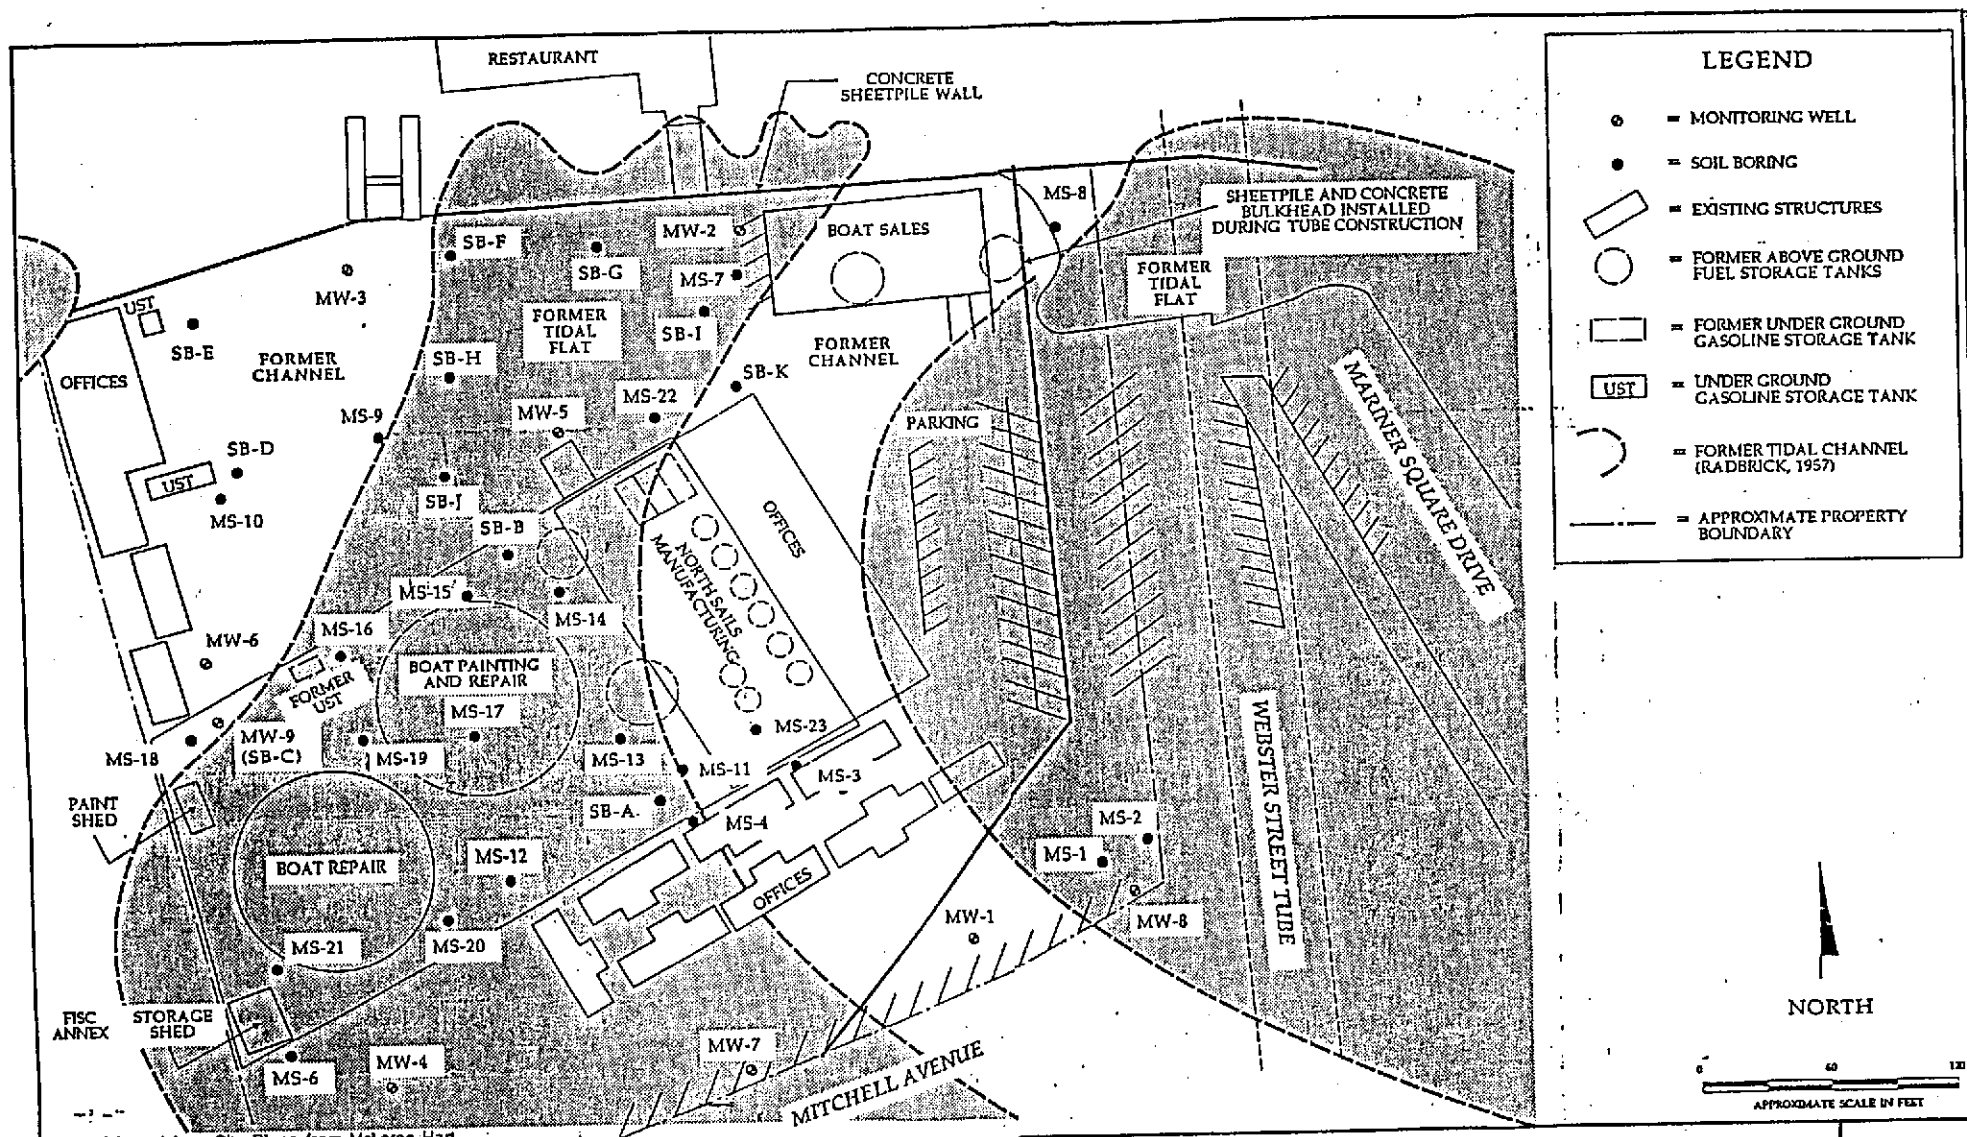 RESTAURANT
CONCRETE
SHEETPILE WALL
LEGEND
= MONITORING WELL
= SOIL BORING
= EXISTING STRUCTURES
= FORMER ABOVE GROUND
FUEL STORAGE TANKS
= FORMER UNDER GROUND
GASOLINE STORAGE TANK
UST
= UNDER GROUND
GASOLINE STORAGE TANK
= FORMER TIDAL CHANNEL
(RADBRICK, 1957)
= APPROXIMATE PROPERTY
BOUNDARY
MS-8
SHEETPILE AND CONCRETE
BULKHEAD INSTALLED
DURING TUBE CONSTRUCTION
MW-2
BOAT SALES
SB-F
SB-G
MS-7
FORMER
TIDAL
FLAT
MW-3
UST
SB-E
FORMER
TIDAL
FLAT
SB-I
FORMER
CHANNEL
FORMER
CHANNEL
SB-H
SB-K
OFFICES
MS-9
MW-5
MS-22
PARKING
MARINER SQUARE DRIVE
SB-D
UST
MS-10
SB-J
SB-B
OFFICES
NORTH SAILS
MANUFACTURING
MS-15
MS-14
MS-16
MW-6
FORMER
UST
BOAT PAINTING
AND REPAIR
MS-17
MS-23
MW-9
(SB-C)
MS-18
MS-19
MS-13
MS-11
MS-3
WEBSTER STREET TUBE
PAINT
SHED
SB-A
MS-4
MS-2
MS-1
BOAT REPAIR
MS-12
OFFICES
MW-1
MW-8
MS-21
MS-20
FISC
ANNEX
STORAGE
SHED
MS-6
MW-4
MW-7
MITCHELL AVENUE
NORTH
0 60 120
APPROXIMATE SCALE IN FEET